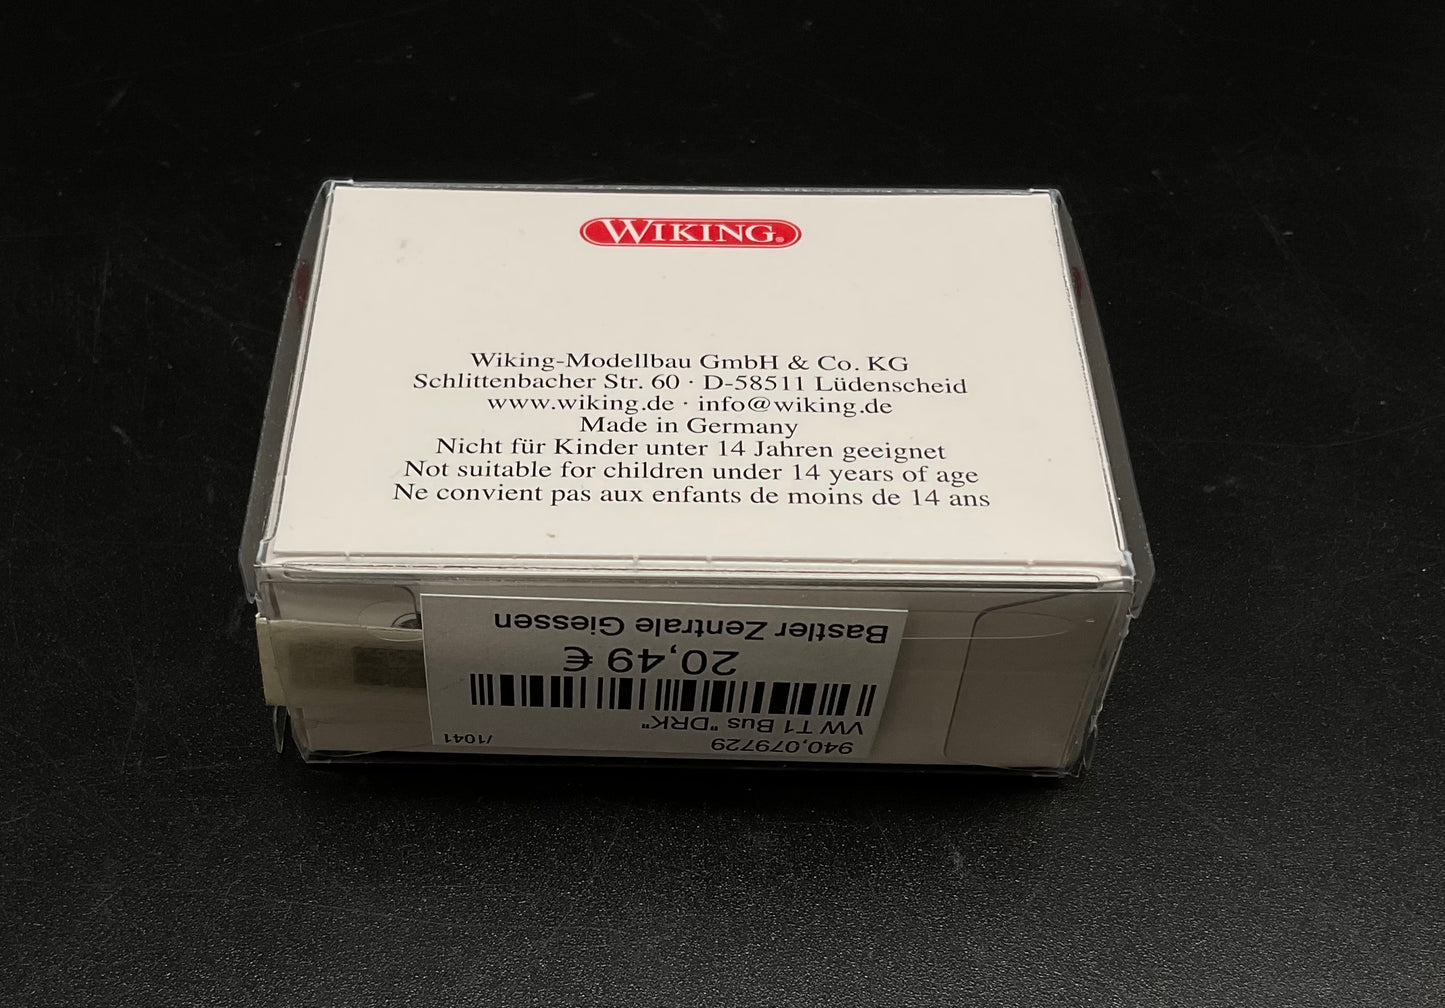 WIKING®
Wiking-Modellbau GmbH & Co. KG
Schlittenbacher Str. 60 · D-58511 Lüdenscheid
www.wiking.de · info@wiking.de
Made in Germany
Nicht für Kinder unter 14 Jahren geeignet
Not suitable for children under 14 years of age
Ne convient pas aux enfants de moins de 14 ans
940,079729 /1041
VW T1 Bus "DRK"
20,49 €
Bastler Zentrale Giessen